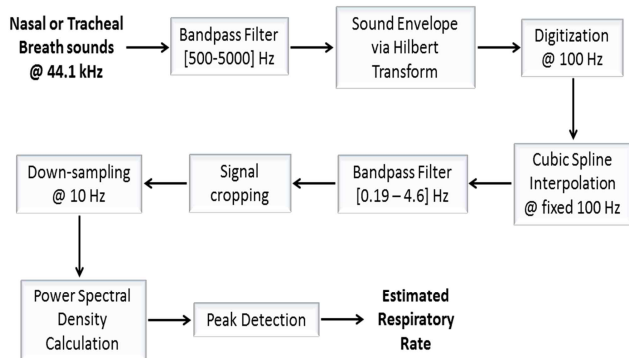 Nasal or Tracheal
Breath sounds
@ 44.1 kHz
Bandpass Filter
[500-5000] Hz
Sound Envelope
via Hilbert
Transform
Digitization
@ 100 Hz
Cubic Spline
Interpolation
@ fixed 100 Hz
Bandpass Filter
[0.19 – 4.6] Hz
Signal
cropping
Down-sampling
@ 10 Hz
Power Spectral
Density
Calculation
Peak Detection
Estimated
Respiratory
Rate